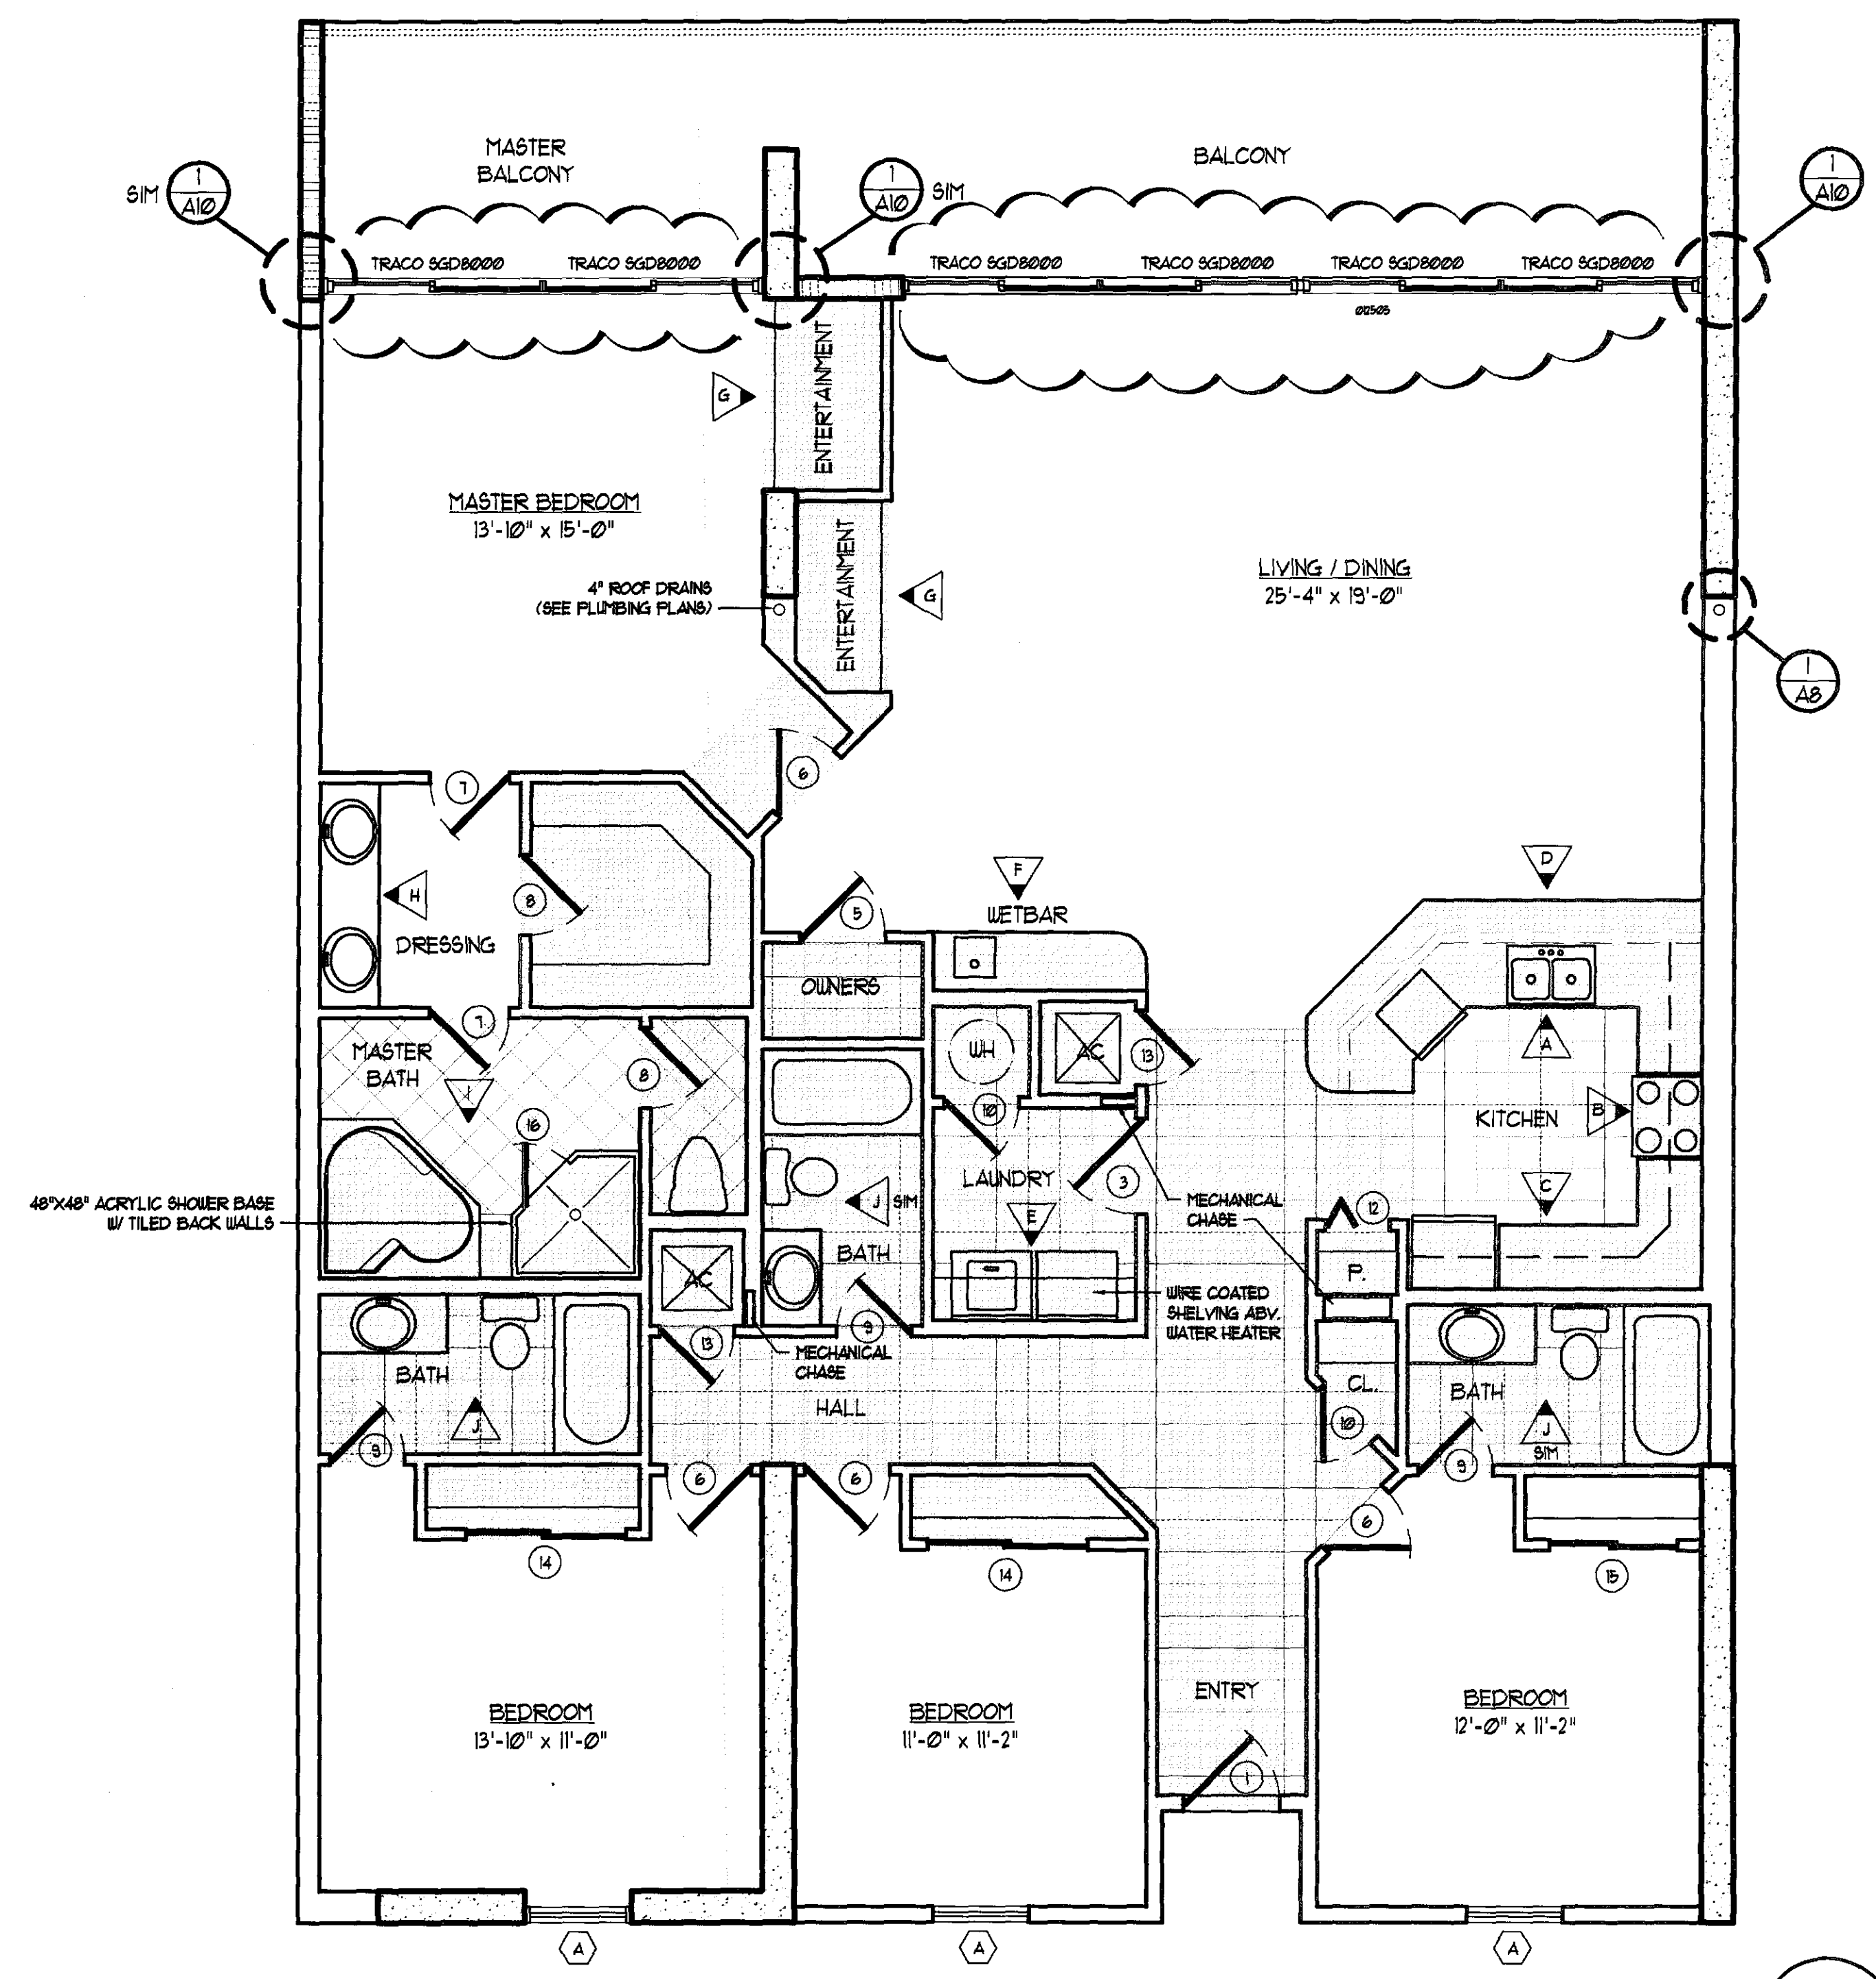 MASTER
BALCONY
BALCONY
SIM
1
A10
1
A10
SIM
1
A10
TRACO SGD8000
TRACO SGD8000
TRACO SGD8000
TRACO SGD8000
TRACO SGD8000
TRACO SGD8000
ENTERTAINMENT
G
MASTER BEDROOM
13'-10" x 15'-0"
4" ROOF DRAINS
(SEE PLUMBING PLANS)
ENTERTAINMENT
G
LIVING / DINING
25'-4" x 19'-0"
1
A8
7
6
8
H
DRESSING
5
F
WETBAR
D
OWNERS
7
MASTER
BATH
I
8
16
WH
AC
13
10
A
KITCHEN
B
C
LAUNDRY
3
E
J
SIM
BATH
48"X48" ACRYLIC SHOWER BASE
W/ TILED BACK WALLS
MECHANICAL
CHASE
12
P.
AC
WIRE COATED
SHELVING ABV.
WATER HEATER
13
9
MECHANICAL
CHASE
BATH
J
9
HALL
CL.
10
BATH
J
SIM
9
6
6
6
14
14
15
BEDROOM
13'-10" x 11'-0"
BEDROOM
11'-0" x 11'-2"
ENTRY
1
BEDROOM
12'-0" x 11'-2"
A
A
A